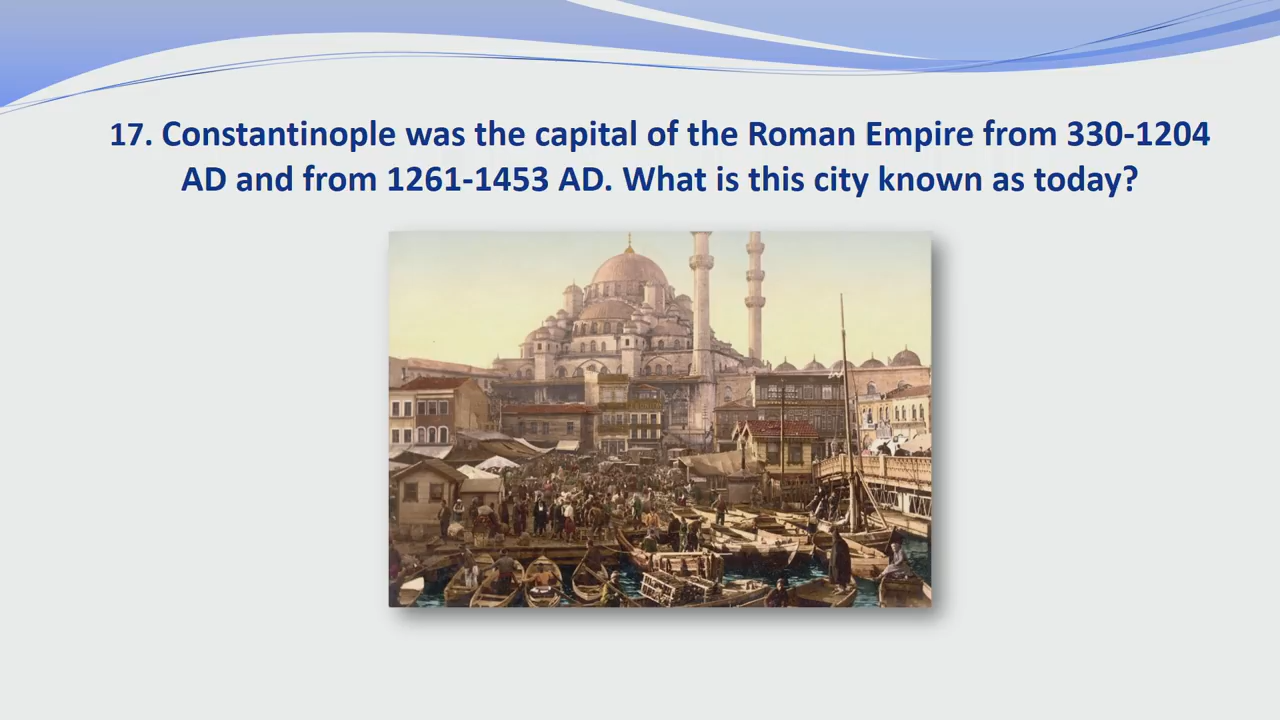 17. Constantinople was the capital of the Roman Empire from 330-1204
AD and from 1261-1453 AD. What is this city known as today?